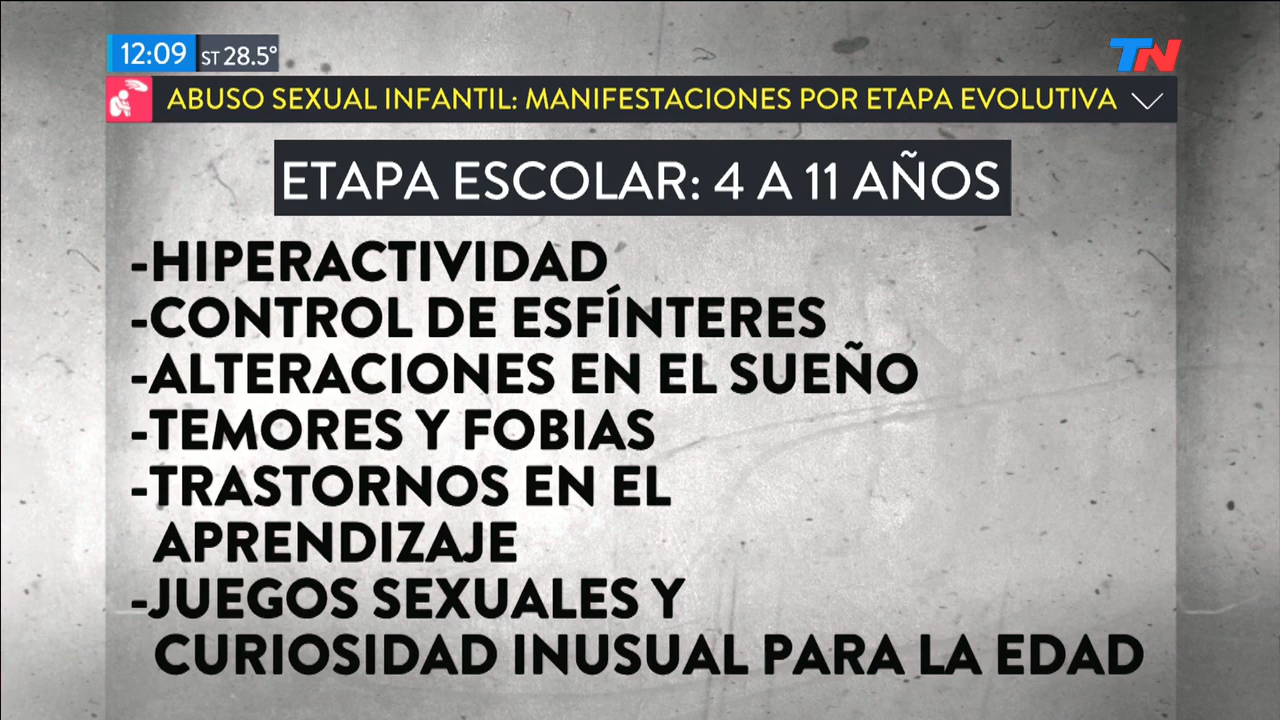 12:09 ST 28.5°
TN
ABUSO SEXUAL INFANTIL: MANIFESTACIONES POR ETAPA EVOLUTIVA
ETAPA ESCOLAR: 4 A 11 AÑOS
-HIPERACTIVIDAD
-CONTROL DE ESFÍNTERES
-ALTERACIONES EN EL SUEÑO
-TEMORES Y FOBIAS
-TRASTORNOS EN EL
APRENDIZAJE
-JUEGOS SEXUALES Y
CURIOSIDAD INUSUAL PARA LA EDAD